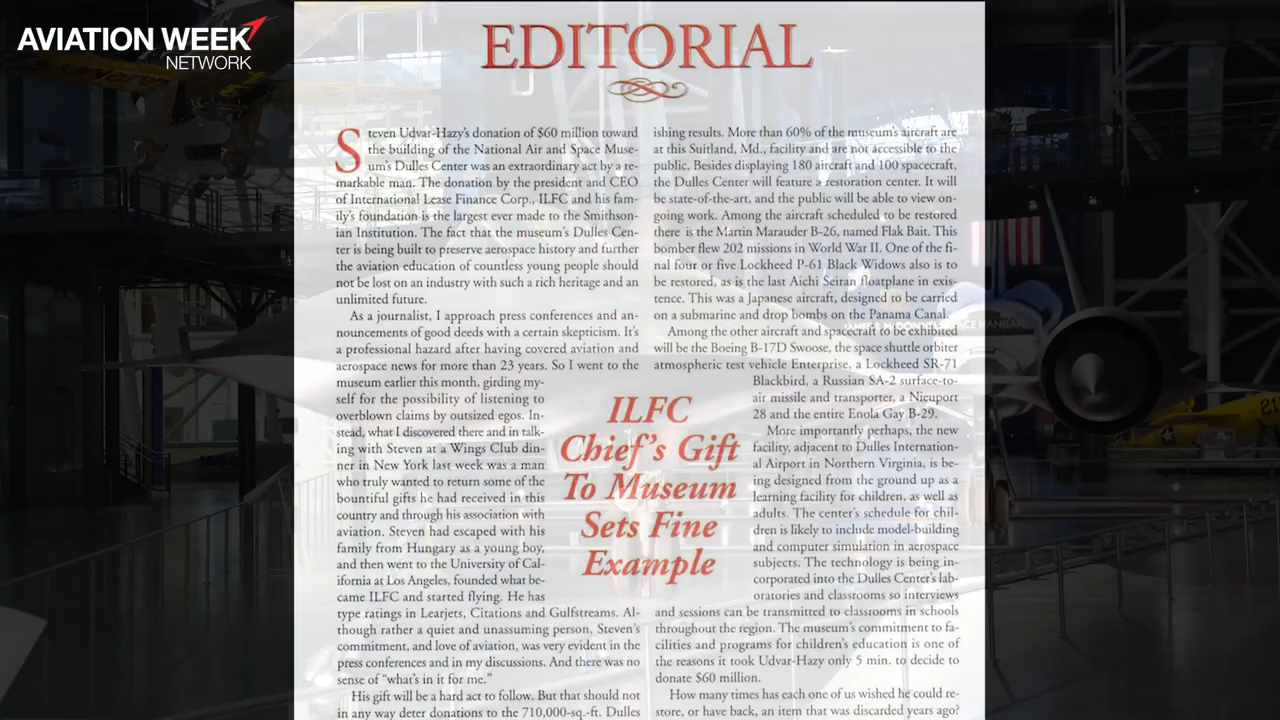 AVIATION WEEK
NETWORK
EDITORIAL
Steven Udvar-Hazy's donation of $60 million toward
the building of the National Air and Space Muse-
um's Dulles Center was an extraordinary act by a re-
markable man. The donation by the president and CEO
of International Lease Finance Corp., ILFC and his fam-
ily's foundation is the largest ever made to the Smithson-
ian Institution. The fact that the museum's Dulles Cen-
ter is being built to preserve aerospace history and further
the aviation education of countless young people should
not be lost on an industry with such a rich heritage and an
unlimited future.
As a journalist, I approach press conferences and an-
nouncements of good deeds with a certain skepticism. It's
a professional hazard after having covered aviation and
aerospace news for more than 23 years. So I went to the
museum earlier this month, girding my-
self for the possibility of listening to
overblown claims by outsized egos. In-
stead, what I discovered there and in talk-
ing with Steven at a Wings Club din-
ner in New York last week was a man
who truly wanted to return some of the
bountiful gifts he had received in this
country and through his association with
aviation. Steven had escaped with his
family from Hungary as a young boy,
and then went to the University of Cal-
ifornia at Los Angeles, founded what be-
came ILFC and started flying. He has
type ratings in Learjets, Citations and Gulfstreams. Al-
though rather a quiet and unassuming person, Steven's
commitment, and love of aviation, was very evident in the
press conferences and in my discussions. And there was no
sense of "what's in it for me."
His gift will be a hard act to follow. But that should not
in any way deter donations to the 710,000-sq.-ft. Dulles
ILFC
Chief's Gift
To Museum
Sets Fine
Example
ishing results. More than 60% of the museum's aircraft are
at this Suitland, Md., facility and are not accessible to the
public. Besides displaying 180 aircraft and 100 spacecraft,
the Dulles Center will feature a restoration center. It will
be state-of-the-art, and the public will be able to view on-
going work. Among the aircraft scheduled to be restored
there is the Martin Marauder B-26, named Flak Bait. This
bomber flew 202 missions in World War II. One of the fi-
nal four or five Lockheed P-61 Black Widows also is to
be restored, as is the last Aichi Seiran floatplane in exis-
tence. This was a Japanese aircraft, designed to be carried
on a submarine and drop bombs on the Panama Canal.
Among the other aircraft and spacecraft to be exhibited
will be the Boeing B-17D Swoose, the space shuttle orbiter
atmospheric test vehicle Enterprise, a Lockheed SR-71
Blackbird, a Russian SA-2 surface-to-
air missile and transporter, a Nieuport
28 and the entire Enola Gay B-29.
More importantly perhaps, the new
facility, adjacent to Dulles Internation-
al Airport in Northern Virginia, is be-
ing designed from the ground up as a
learning facility for children, as well as
adults. The center's schedule for chil-
dren is likely to include model-building
and computer simulation in aerospace
subjects. The technology is being in-
corporated into the Dulles Center's lab-
oratories and classrooms so interviews
and sessions can be transmitted to classrooms in schools
throughout the region. The museum's commitment to fa-
cilities and programs for children's education is one of
the reasons it took Udvar-Hazy only 5 min. to decide to
donate $60 million.
How many times has each one of us wished he could re-
store, or have back, an item that was discarded years ago?